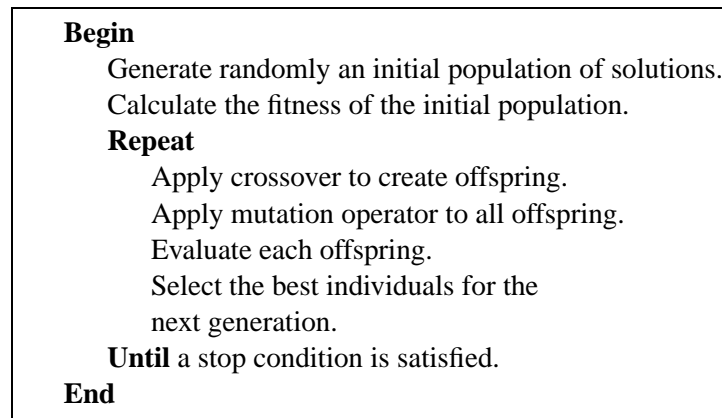 Begin
Generate randomly an initial population of solutions.
Calculate the fitness of the initial population.
Repeat
Apply crossover to create offspring.
Apply mutation operator to all offspring.
Evaluate each offspring.
Select the best individuals for the
next generation.
Until a stop condition is satisfied.
End